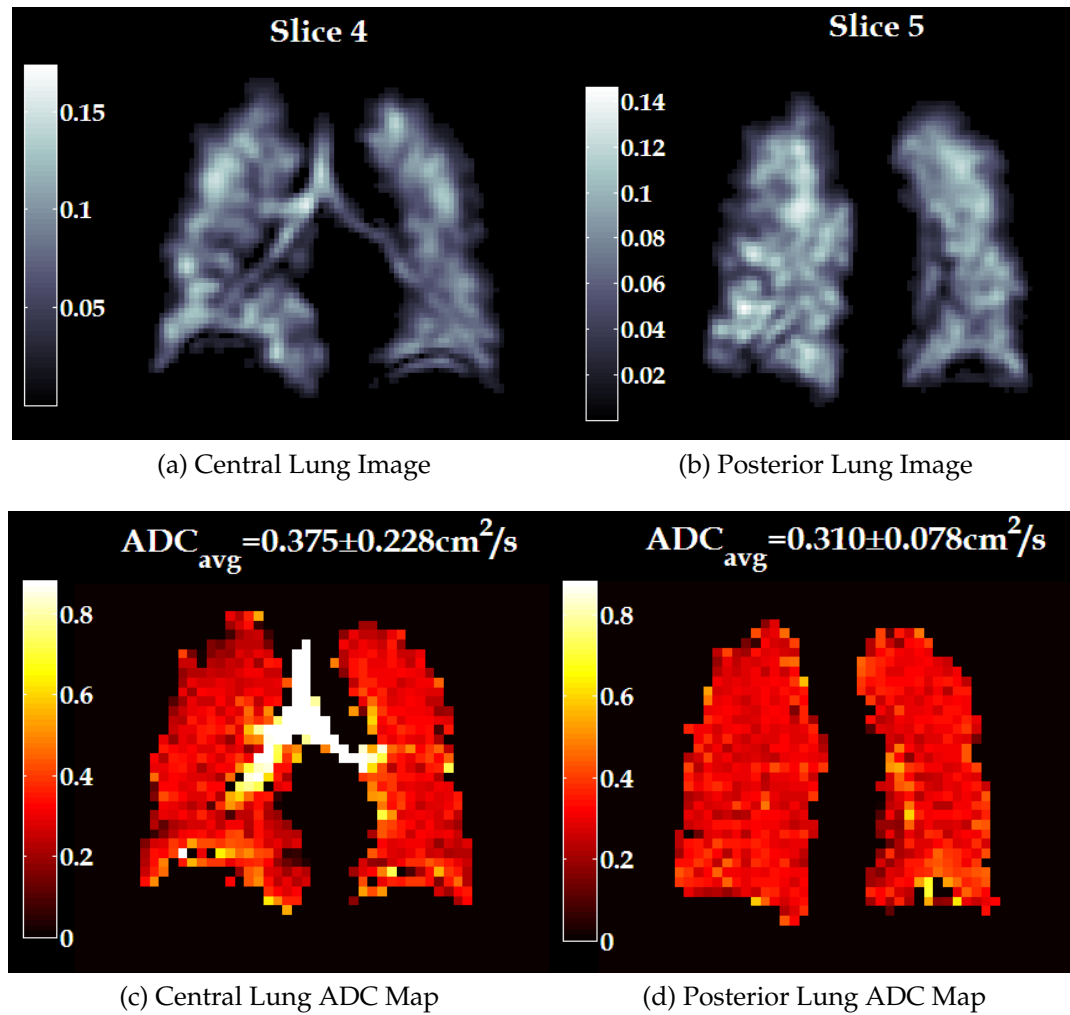 Slice 4
Slice 5
0.15
0.1
0.05
0.14
0.12
0.1
0.08
0.06
0.04
0.02
(a) Central Lung Image
(b) Posterior Lung Image
ADC_avg=0.375±0.228cm²/s
ADC_avg=0.310±0.078cm²/s
0.8
0.6
0.4
0.2
0
0.8
0.6
0.4
0.2
0
(c) Central Lung ADC Map
(d) Posterior Lung ADC Map